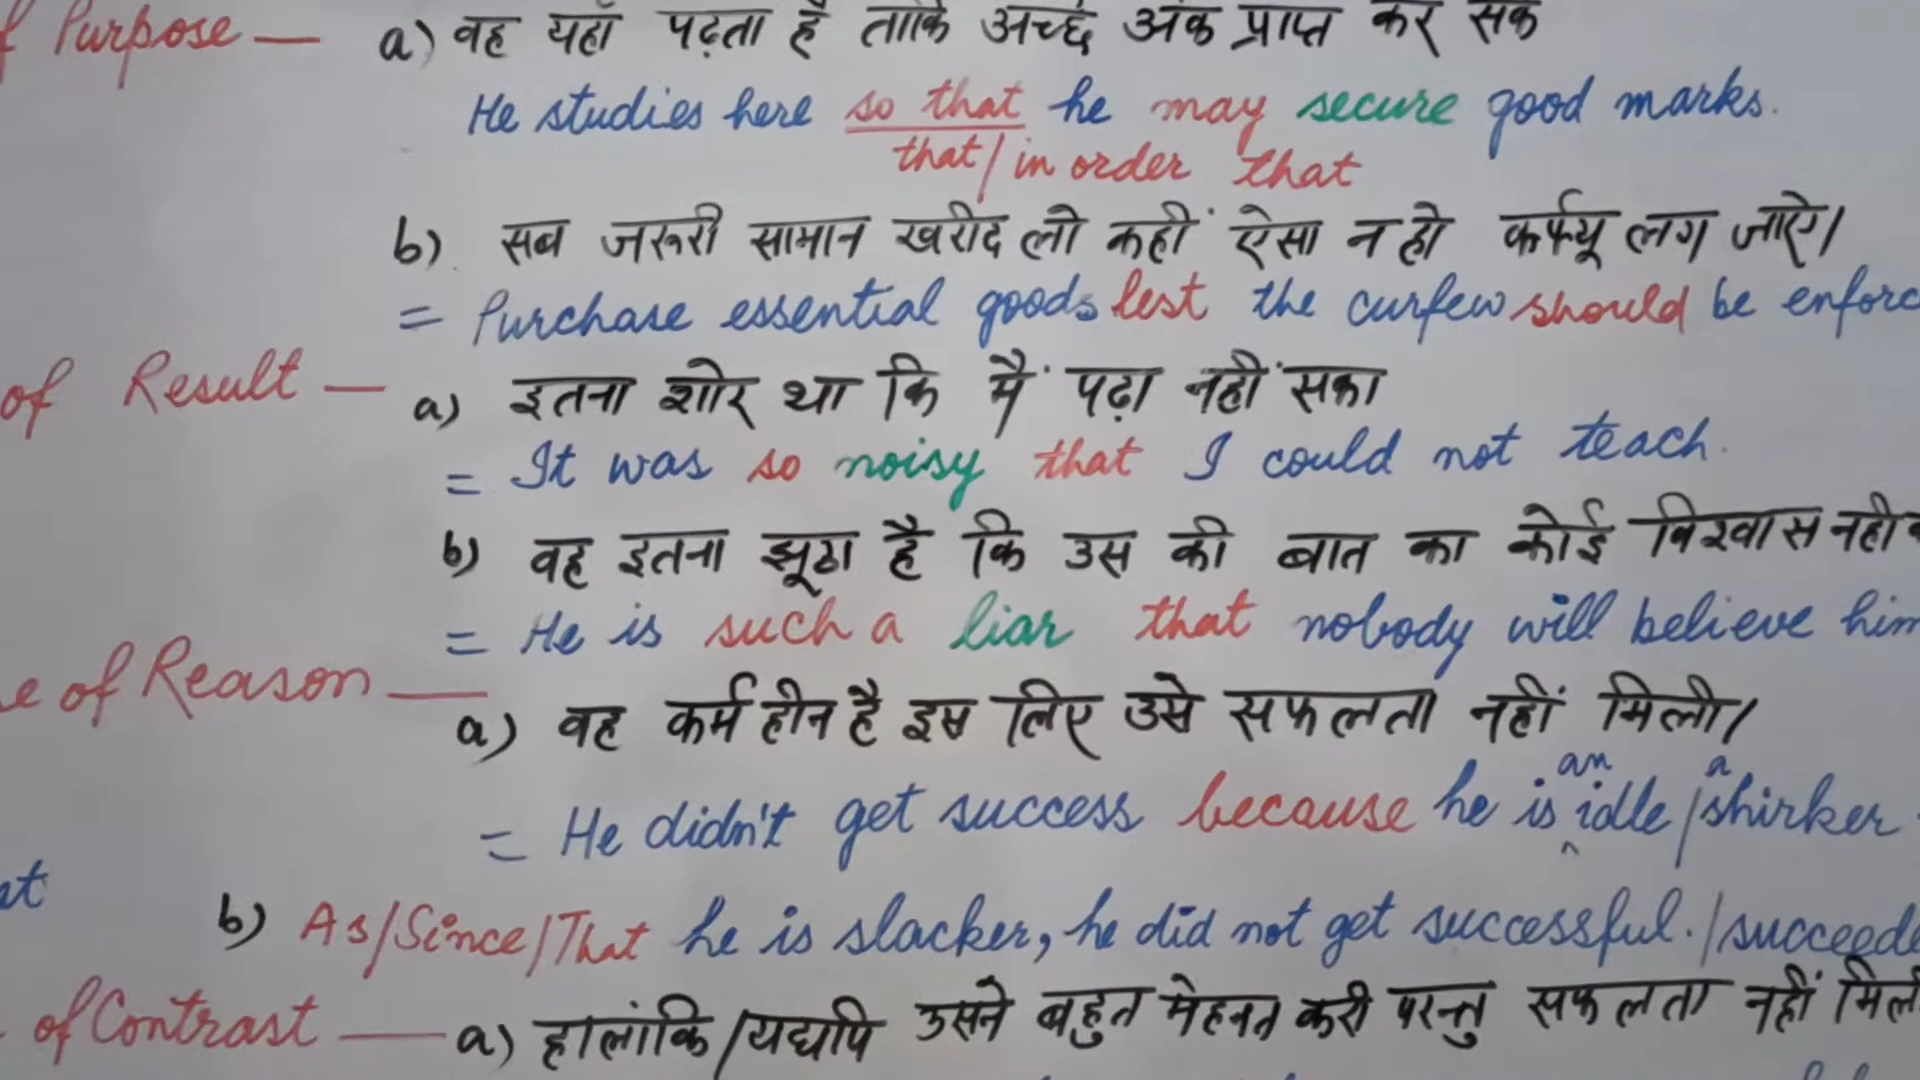 f Purpose — a) वह यहाँ पढ़ता है ताकि अच्छे अंक प्राप्त कर सके
He studies here so that he may secure good marks.
that/in order that
b) सब जरूरी सामान खरीद लो कहीं ऐसा न हो कर्फ्यू लग जाऐ।
= Purchase essential goods lest the curfew should be enforc
of Result — a) इतना शोर था कि मैं पढ़ा नहीं सका
= It was so noisy that I could not teach.
b) वह इतना झूठा है कि उस की बात का कोई विश्वास नही
= He is such a liar that nobody will believe him
e of Reason — a) वह कर्म हीन है इस लिए उसे सफलता नहीं मिली।
an a
= He didn't get success because he is idle/shirker
at
b) As/Since/That he is slacker, he did not get successful./succeed
of Contrast — a) हालांकि/यद्यपि उसने बहुत मेहनत करी परन्तु सफलता नहीं मिली